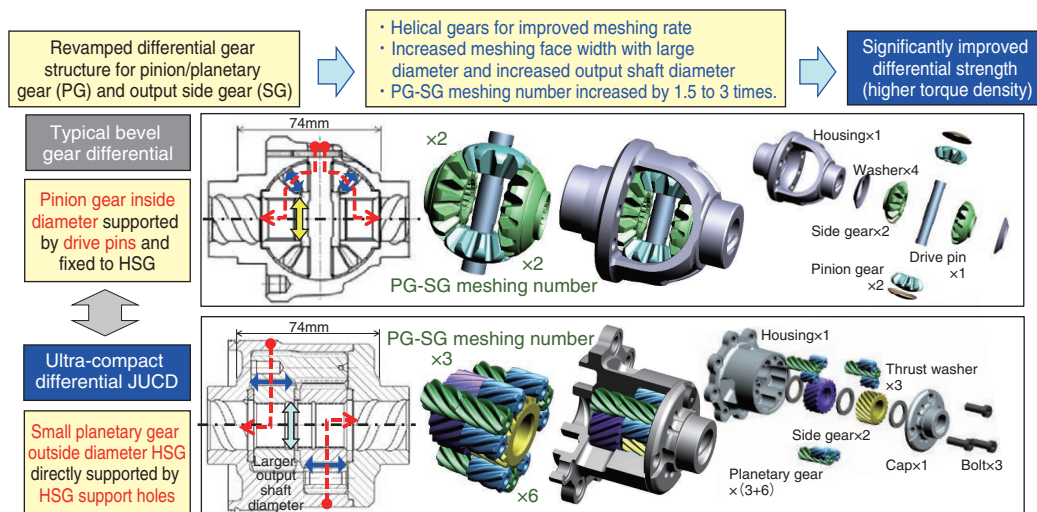 Revamped differential gear
structure for pinion/planetary
gear (PG) and output side gear (SG)
・Helical gears for improved meshing rate
・Increased meshing face width with large
diameter and increased output shaft diameter
・PG-SG meshing number increased by 1.5 to 3 times.
Significantly improved
differential strength
(higher torque density)
Typical bevel
gear differential
Pinion gear inside
diameter supported
by drive pins and
fixed to HSG
74mm
×2
×2
PG-SG meshing number
Housing×1
Washer×4
Side gear×2
Drive pin
×1
Pinion gear
×2
Ultra-compact
differential JUCD
Small planetary gear
outside diameter HSG
directly supported by
HSG support holes
74mm
Larger
output
shaft
diameter
PG-SG meshing number
×3
×6
Housing×1
Thrust washer
×3
Side gear×2
Planetary gear
×(3+6)
Cap×1
Bolt×3